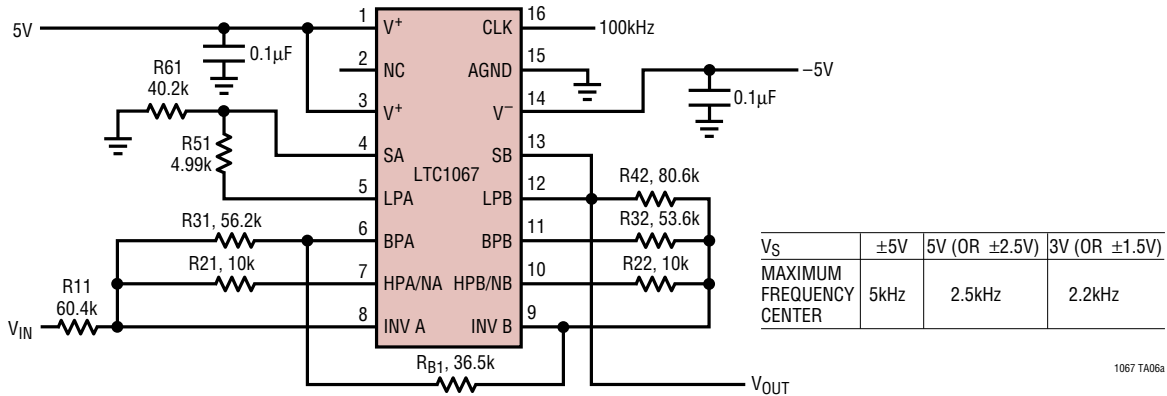 5V
0.1µF
R61
40.2k
R51
4.99k
R31, 56.2k
R21, 10k
R11
60.4k
VIN
1
2
3
4
5
6
7
8
V+
NC
V+
SA
LPA
BPA
HPA/NA
INV A
LTC1067
CLK
AGND
V−
SB
LPB
BPB
HPB/NB
INV B
16
15
14
13
12
11
10
9
100kHz
–5V
0.1µF
R42, 80.6k
R32, 53.6k
R22, 10k
RB1, 36.5k
VOUT
VS ±5V 5V (OR ±2.5V) 3V (OR ±1.5V)
MAXIMUM
FREQUENCY 5kHz 2.5kHz 2.2kHz
CENTER
1067 TA06a